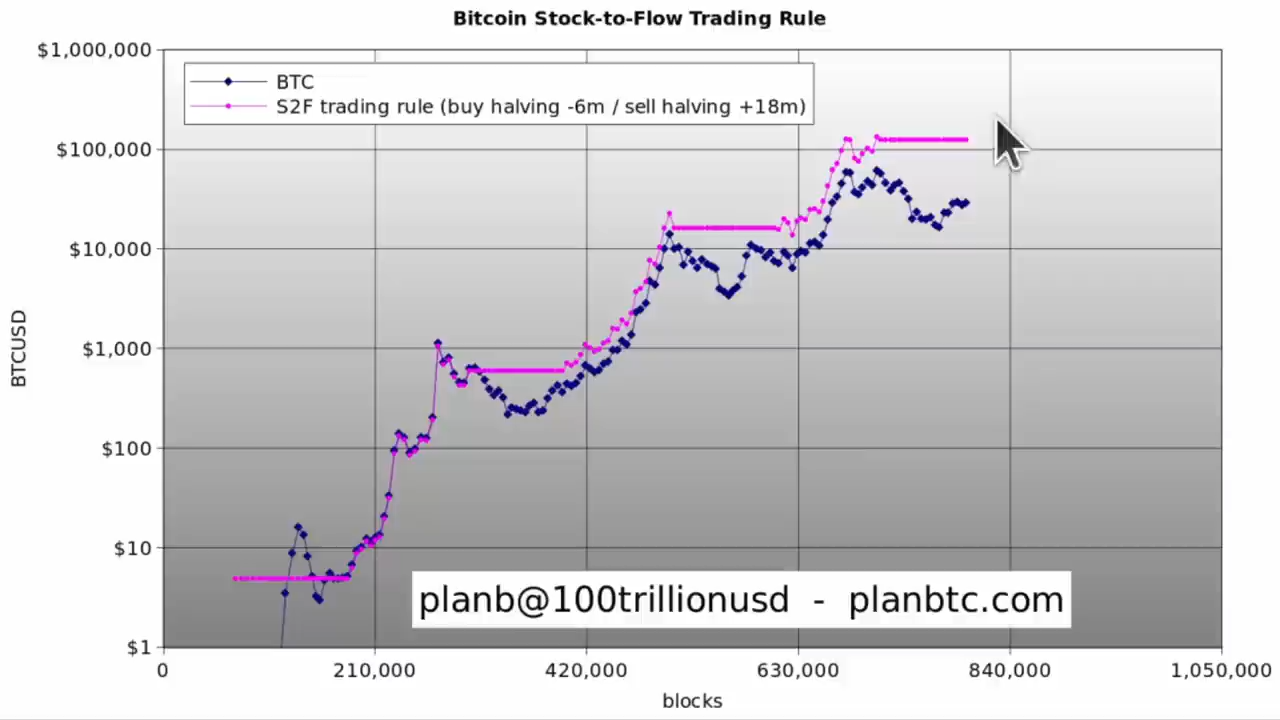 Bitcoin Stock-to-Flow Trading Rule
$1,000,000
BTC
S2F trading rule (buy halving -6m / sell halving +18m)
$100,000
$10,000
BTCUSD
$1,000
$100
$10
planb@100trillionusd - planbtc.com
$1
0 210,000 420,000 630,000 840,000 1,050,000
blocks